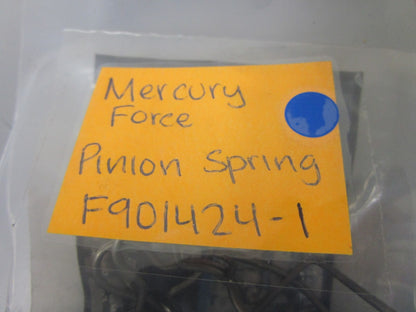 Mercury
Force
Pinion Spring
F901424-1